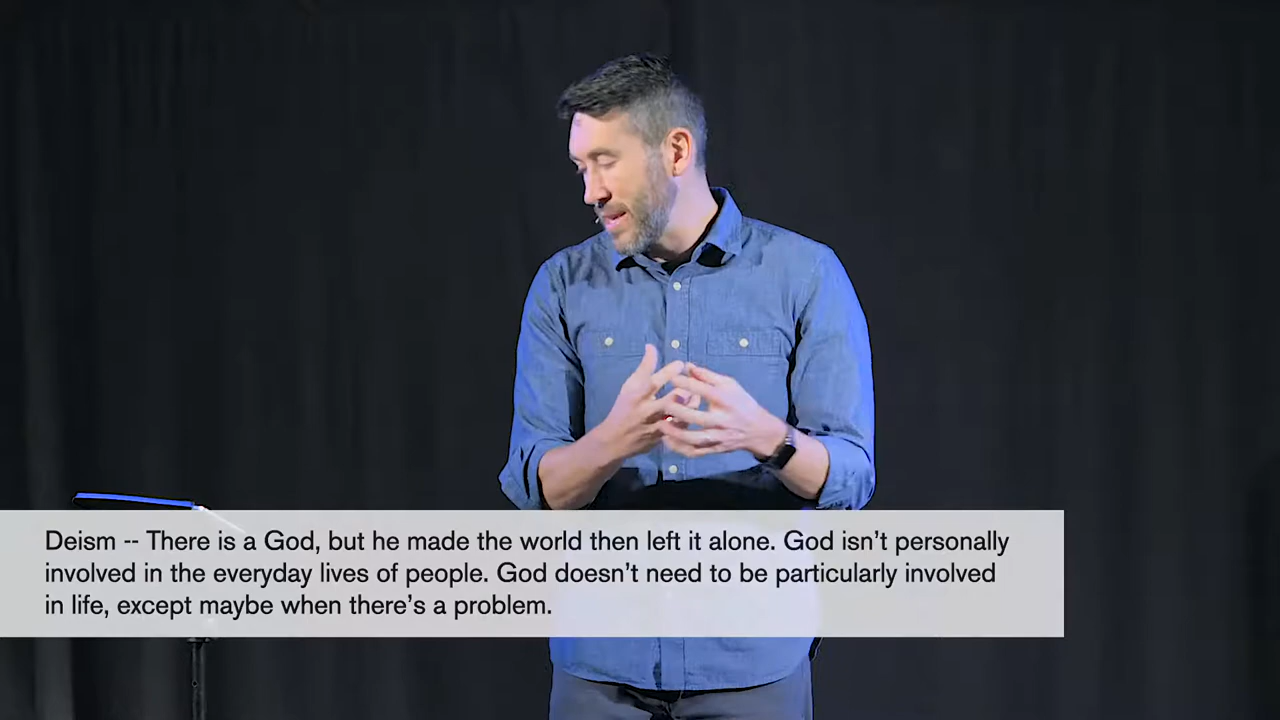 Deism -- There is a God, but he made the world then left it alone. God isn’t personally
involved in the everyday lives of people. God doesn’t need to be particularly involved
in life, except maybe when there’s a problem.